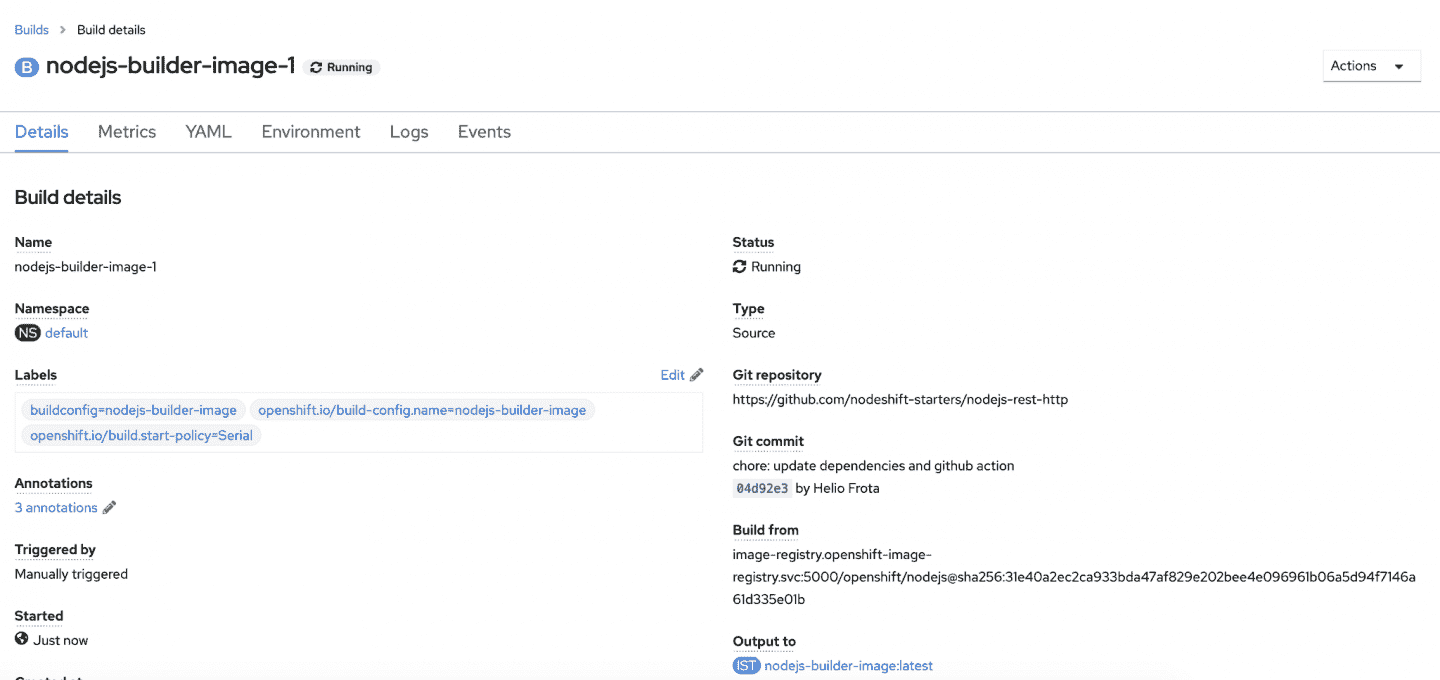 Builds > Build details
B nodejs-builder-image-1 Running
Actions
Details Metrics YAML Environment Logs Events
Build details
Name
nodejs-builder-image-1
Namespace
NS default
Labels
Edit
buildconfig=nodejs-builder-image openshift.io/build-config.name=nodejs-builder-image
openshift.io/build.start-policy=Serial
Annotations
3 annotations
Triggered by
Manually triggered
Started
Just now
Status
Running
Type
Source
Git repository
https://github.com/nodeshift-starters/nodejs-rest-http
Git commit
chore: update dependencies and github action
04d92e3 by Helio Frota
Build from
image-registry.openshift-image-
registry.svc:5000/openshift/nodejs@sha256:31e40a2ec2ca933bda47af829e202bee4e096961b06a5d94f7146a
61d335e01b
Output to
IST nodejs-builder-image:latest